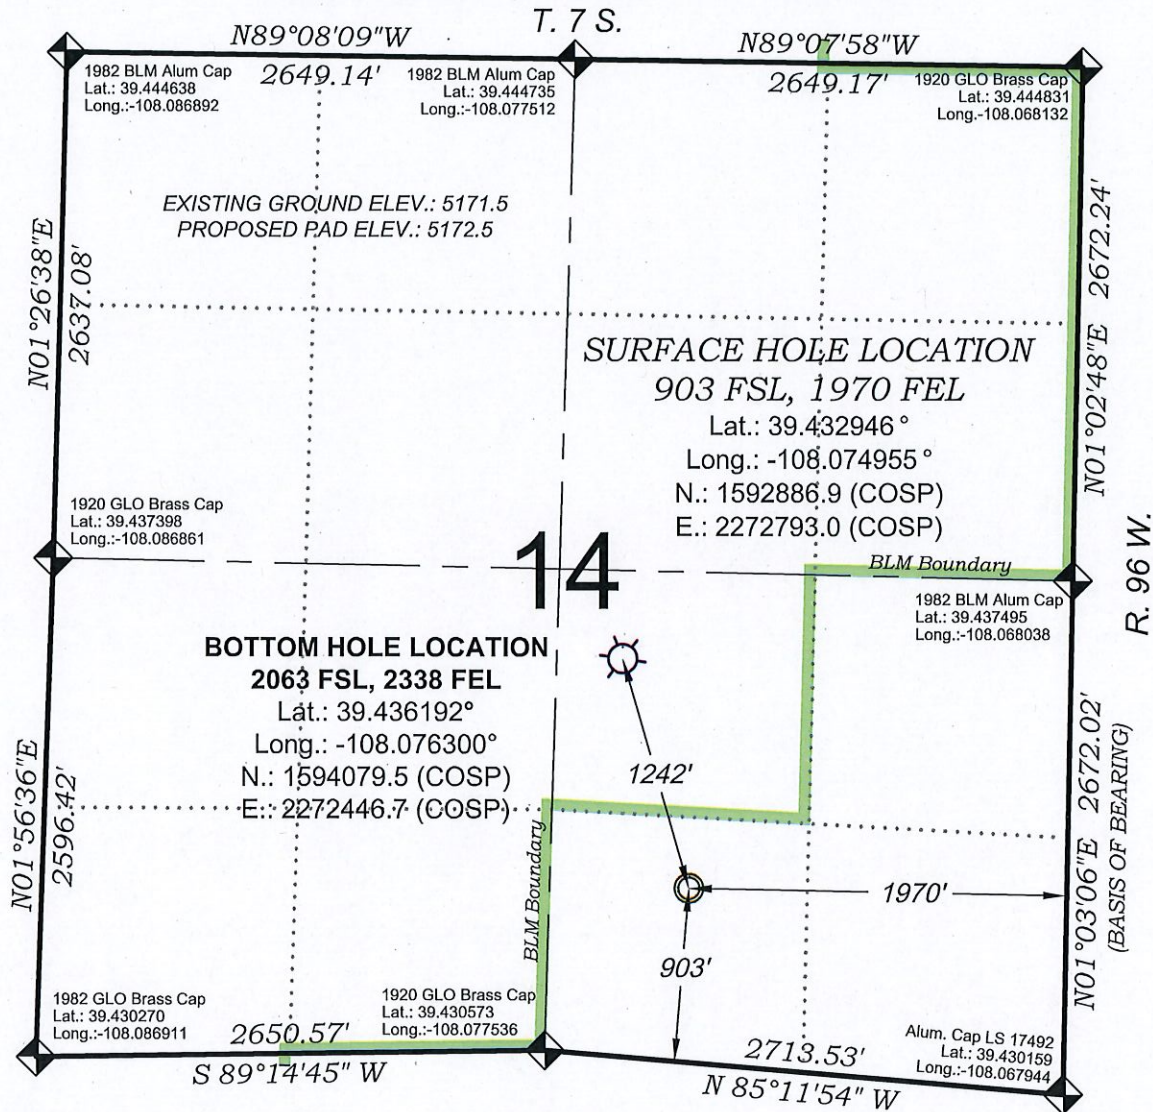 T. 7 S.
N89°08'09"W
N89°07'58"W
1982 BLM Alum Cap
Lat.: 39.444638
Long.:-108.086892
2649.14'
1982 BLM Alum Cap
Lat.: 39.444735
Long.:-108.077512
2649.17'
1920 GLO Brass Cap
Lat.: 39.444831
Long.-108.068132
EXISTING GROUND ELEV.: 5171.5
PROPOSED PAD ELEV.: 5172.5
N01°26'38"E
2637.08'
N01°02'48"E 2672.24'
SURFACE HOLE LOCATION
903 FSL, 1970 FEL
Lat.: 39.432946°
Long.: -108.074955°
N.: 1592886.9 (COSP)
E.: 2272793.0 (COSP)
1920 GLO Brass Cap
Lat.: 39.437398
Long.:-108.086861
14
BLM Boundary
R. 96 W.
1982 BLM Alum Cap
Lat.: 39.437495
Long.:-108.068038
BOTTOM HOLE LOCATION
2063 FSL, 2338 FEL
Lat.: 39.436192°
Long.: -108.076300°
N.: 1594079.5 (COSP)
E.: 2272446.7 (COSP)
1242'
N01°56'36"E
2596.42'
BLM Boundary
1970'
903'
N01°03'06"E 2672.02'
(BASIS OF BEARING)
1982 GLO Brass Cap
Lat.: 39.430270
Long.:-108.086911
2650.57'
1920 GLO Brass Cap
Lat.: 39.430573
Long.:-108.077536
S 89°14'45" W
2713.53'
N 85°11'54" W
Alum. Cap LS 17492
Lat.: 39.430159
Long.:-108.067944